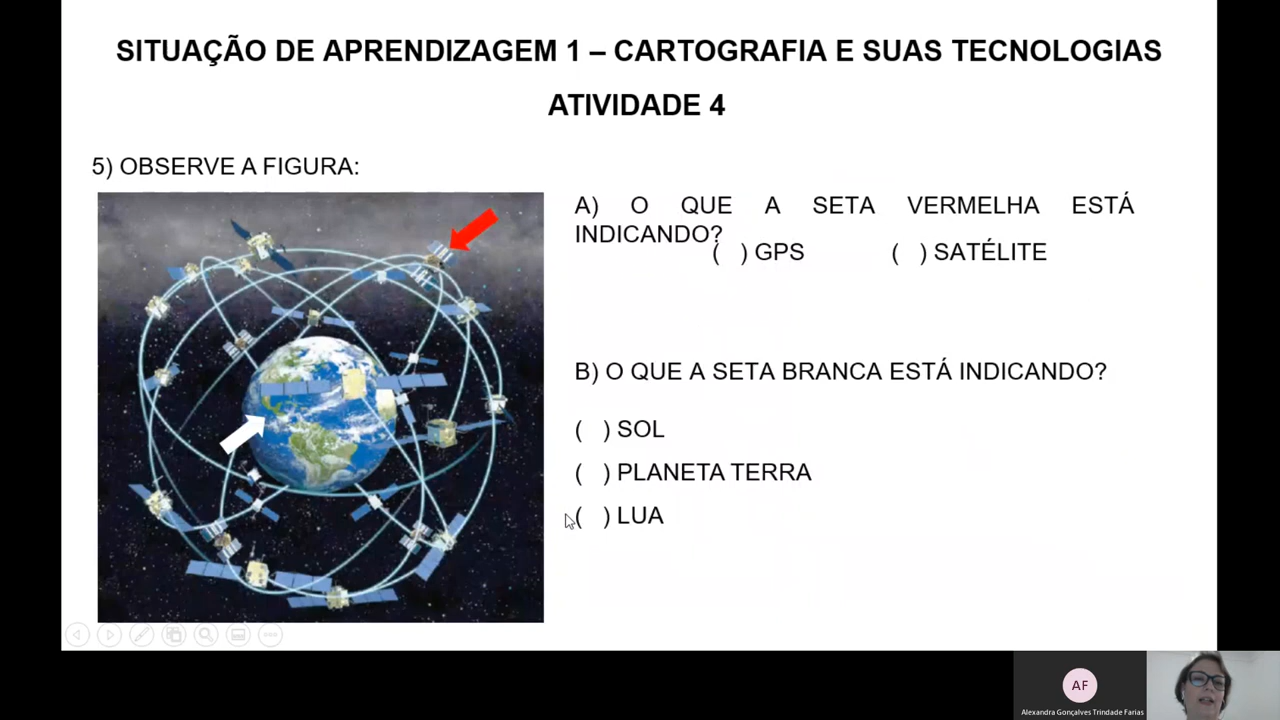 SITUAÇÃO DE APRENDIZAGEM 1 – CARTOGRAFIA E SUAS TECNOLOGIAS
ATIVIDADE 4
5) OBSERVE A FIGURA:
A) O QUE A SETA VERMELHA ESTÁ
INDICANDO?
( ) GPS ( ) SATÉLITE
B) O QUE A SETA BRANCA ESTÁ INDICANDO?
( ) SOL
( ) PLANETA TERRA
( ) LUA
AF
Alexandra Gonçalves Trindade Farias